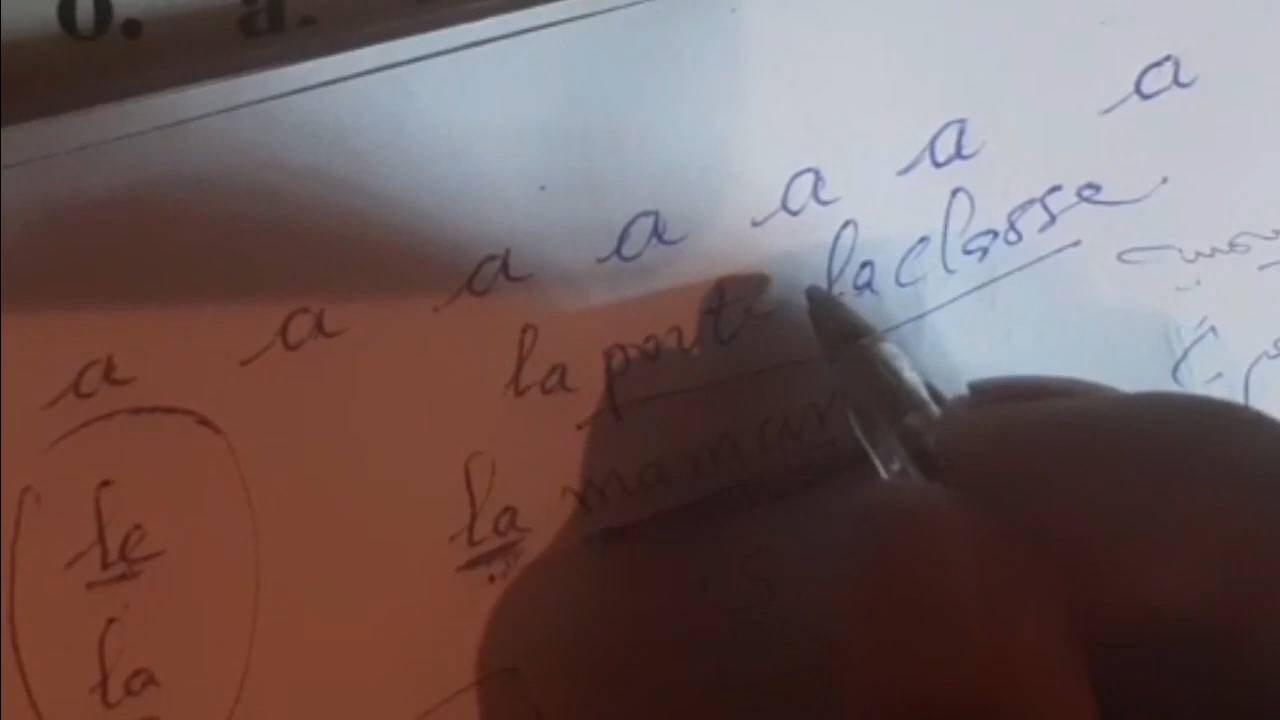 o. a.
a a a a a a a
la porte la classe
la maman
le
la